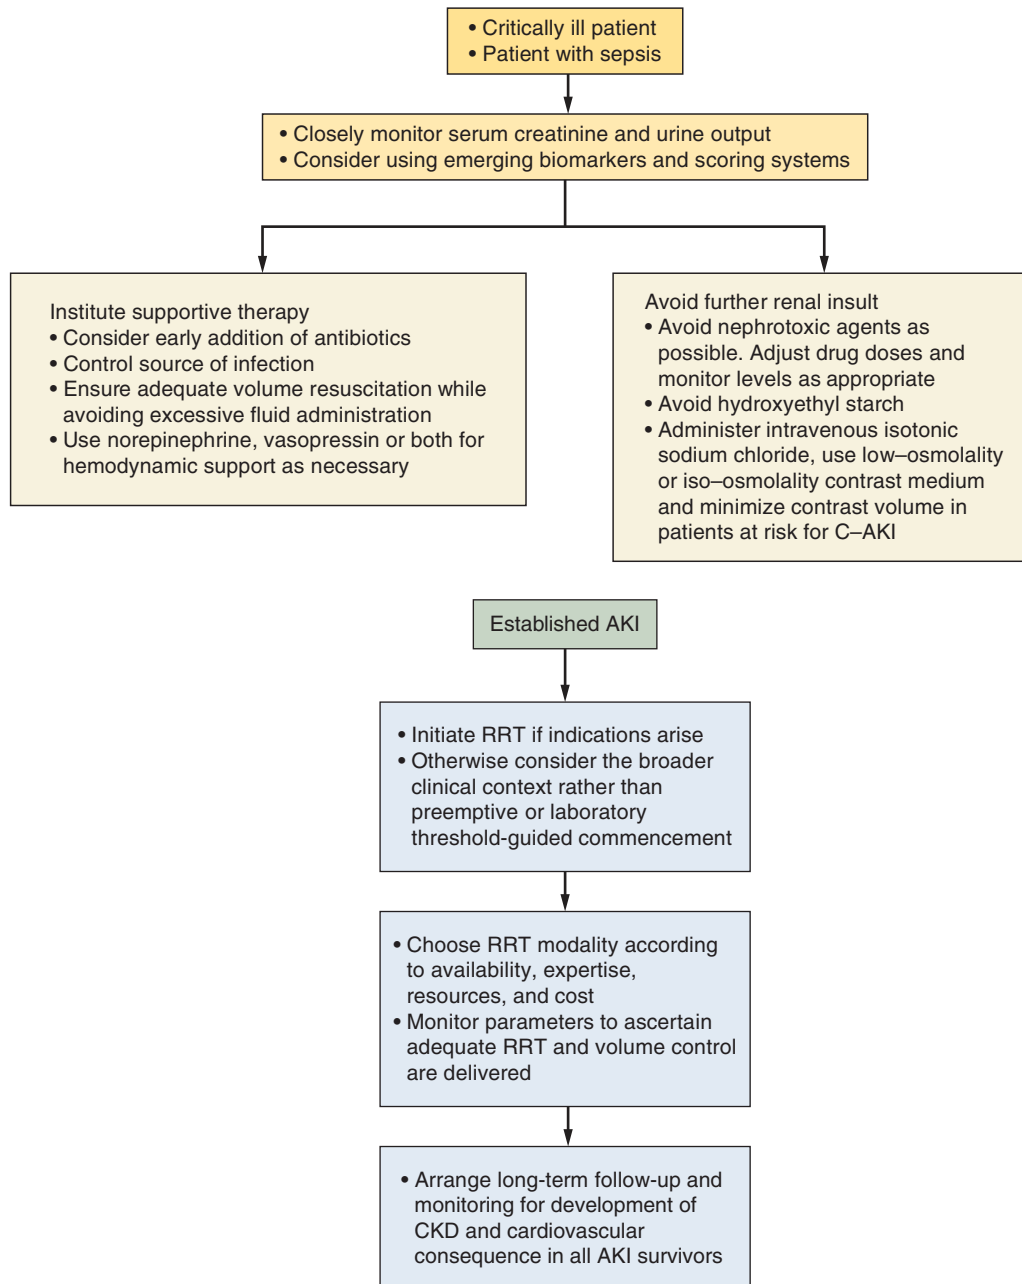 • Critically ill patient
• Patient with sepsis
• Closely monitor serum creatinine and urine output
• Consider using emerging biomarkers and scoring systems
Institute supportive therapy
• Consider early addition of antibiotics
• Control source of infection
• Ensure adequate volume resuscitation while
avoiding excessive fluid administration
• Use norepinephrine, vasopressin or both for
hemodynamic support as necessary
Avoid further renal insult
• Avoid nephrotoxic agents as
possible. Adjust drug doses and
monitor levels as appropriate
• Avoid hydroxyethyl starch
• Administer intravenous isotonic
sodium chloride, use low–osmolality
or iso–osmolality contrast medium
and minimize contrast volume in
patients at risk for C–AKI
Established AKI
• Initiate RRT if indications arise
• Otherwise consider the broader
clinical context rather than
preemptive or laboratory
threshold-guided commencement
• Choose RRT modality according
to availability, expertise,
resources, and cost
• Monitor parameters to ascertain
adequate RRT and volume control
are delivered
• Arrange long-term follow-up and
monitoring for development of
CKD and cardiovascular
consequence in all AKI survivors